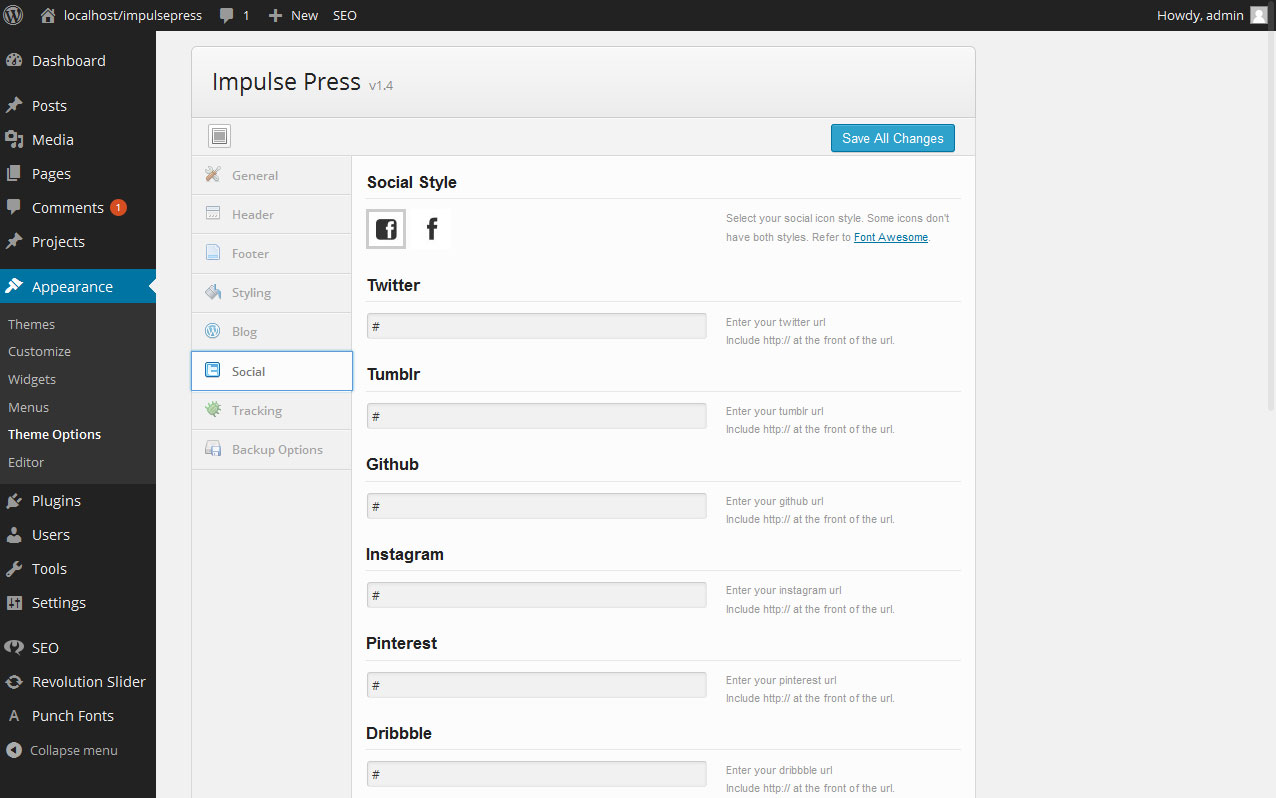 localhost/impulsepress 1 New SEO Howdy, admin
Dashboard
Posts
Media
Pages
Comments 1
Projects
Appearance
Themes
Customize
Widgets
Menus
Theme Options
Editor
Plugins
Users
Tools
Settings
SEO
Revolution Slider
Punch Fonts
Collapse menu
Impulse Press v1.4
Save All Changes
General
Header
Footer
Styling
Blog
Social
Tracking
Backup Options
Social Style
Select your social icon style. Some icons don't
have both styles. Refer to Font Awesome.
Twitter
#
Enter your twitter url
Include http:// at the front of the url.
Tumblr
#
Enter your tumblr url
Include http:// at the front of the url.
Github
#
Enter your github url
Include http:// at the front of the url.
Instagram
#
Enter your instagram url
Include http:// at the front of the url.
Pinterest
#
Enter your pinterest url
Include http:// at the front of the url.
Dribbble
#
Enter your dribbble url
Include http:// at the front of the url.